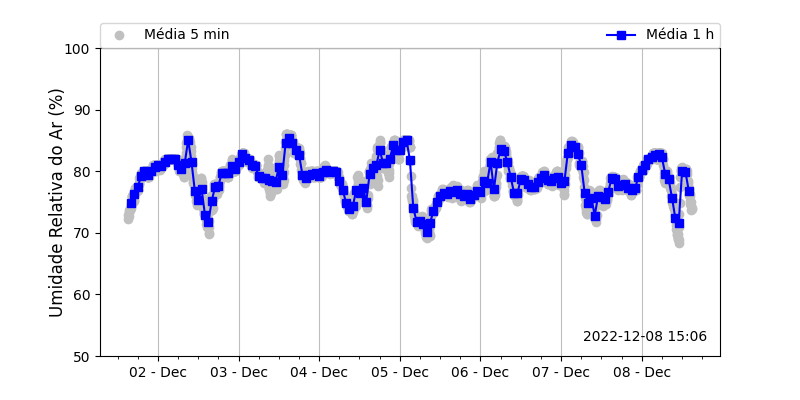 Média 5 min
Média 1 h
Umidade Relativa do Ar (%)
100
90
80
70
60
50
2022-12-08 15:06
02 - Dec
03 - Dec
04 - Dec
05 - Dec
06 - Dec
07 - Dec
08 - Dec